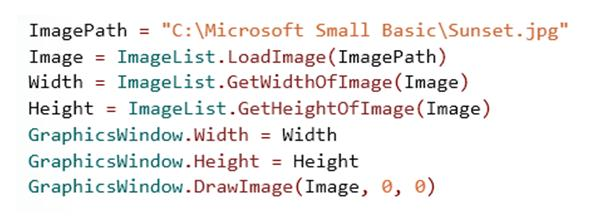 ImagePath = "C:\Microsoft Small Basic\Sunset.jpg"
Image = ImageList.LoadImage(ImagePath)
Width = ImageList.GetWidthOfImage(Image)
Height = ImageList.GetHeightOfImage(Image)
GraphicsWindow.Width = Width
GraphicsWindow.Height = Height
GraphicsWindow.DrawImage(Image, 0, 0)